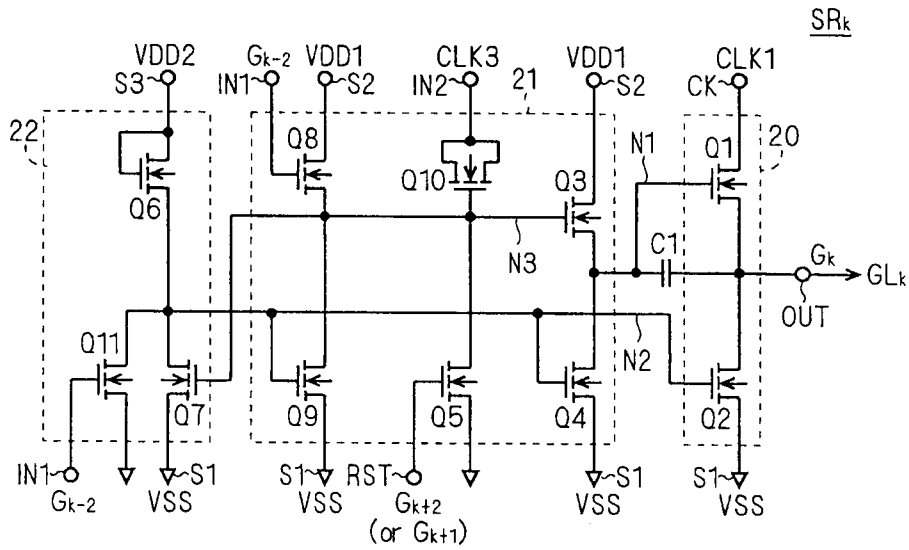 SRk
Gk-2
VDD2
VDD1
CLK3
VDD1
CLK1
S3
IN1
S2
IN2
S2
CK
21
22
20
Q8
Q1
N1
Q10
Q3
Q6
C1
Gk
N3
GLk
OUT
Q11
N2
Q7
Q9
Q5
Q4
Q2
IN1
S1
S1
RST
S1
S1
Gk-2
VSS
VSS
Gk+2
VSS
VSS
(or Gk+1)